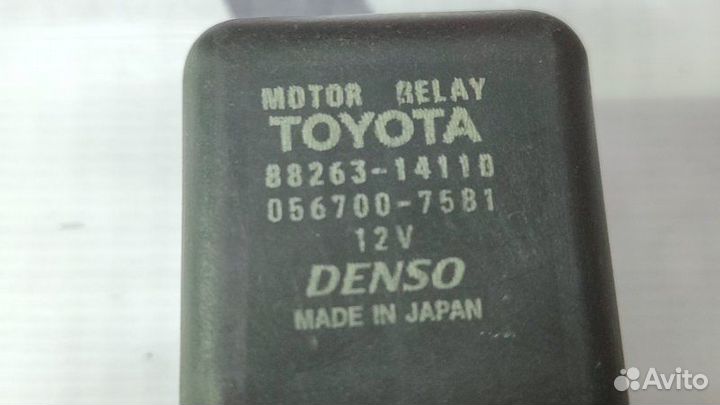 MOTOR RELAY
TOYOTA
88263-14110
056700-7581
12V
DENSO
MADE IN JAPAN
Avito